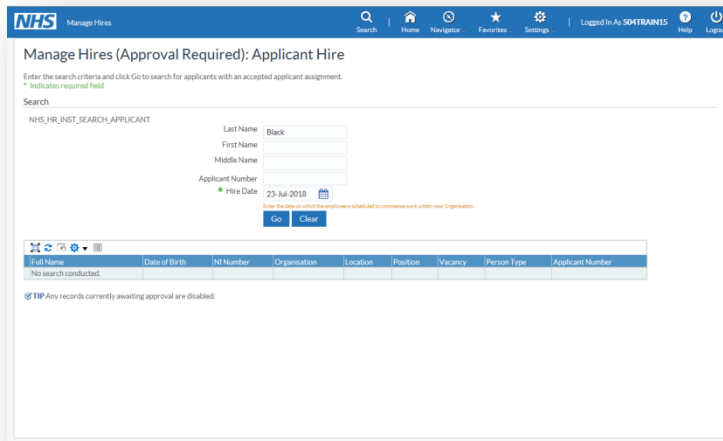 NHS Manage Hires
Search Home Navigator Favorites Settings Logged In As 504TRAIN15 Help Logout
Manage Hires (Approval Required): Applicant Hire
Enter the search criteria and click Go to search for applicants with an accepted applicant assignment.
* Indicates required field
Search
NHS_HR_INST_SEARCH_APPLICANT
Last Name Black
First Name
Middle Name
Applicant Number
* Hire Date 23-Jul-2018
Enter the date on which the employee is scheduled to commence work within your Organisation
Go Clear
Full Name Date of Birth NI Number Organisation Location Position Vacancy Person Type Applicant Number
No search conducted.
TIP Any records currently awaiting approval are disabled.